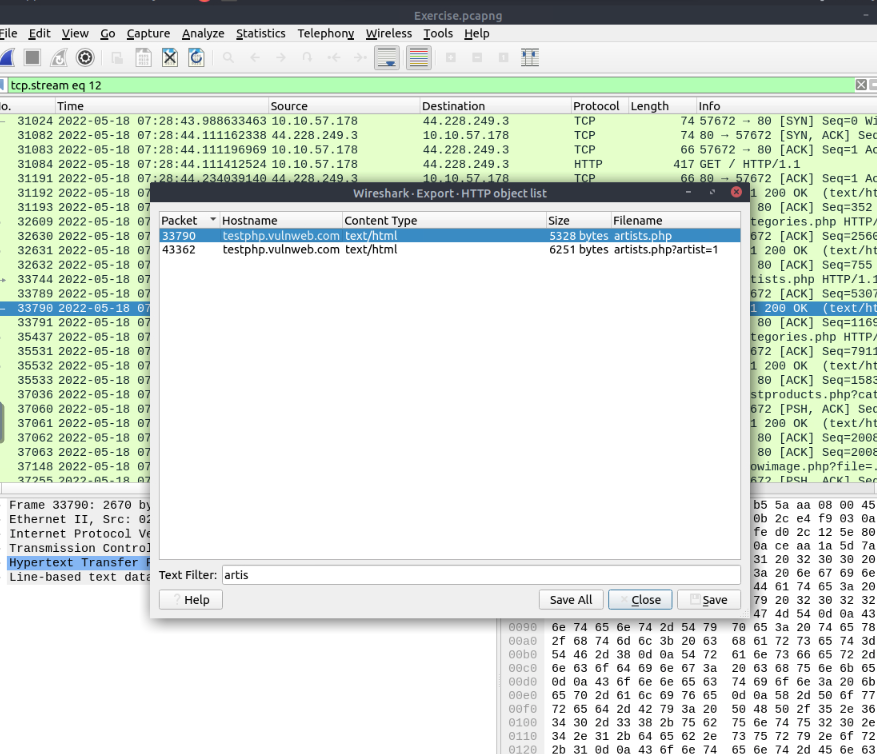 Exercise.pcapng
File Edit View Go Capture Analyze Statistics Telephony Wireless Tools Help
tcp.stream eq 12
No. Time Source Destination Protocol Length Info
31024 2022-05-18 07:28:43.988633463 10.10.57.178 44.228.249.3 TCP 74 57672 → 80 [SYN] Seq=0 Wi
31082 2022-05-18 07:28:44.111162338 44.228.249.3 10.10.57.178 TCP 74 80 → 57672 [SYN, ACK] Se
31083 2022-05-18 07:28:44.111196969 10.10.57.178 44.228.249.3 TCP 66 57672 → 80 [ACK] Seq=1 A
31084 2022-05-18 07:28:44.111412524 10.10.57.178 44.228.249.3 HTTP 417 GET / HTTP/1.1
31191 2022-05-18 07:28:44.234039140 44.228.249.3 10.10.57.178 TCP 66 80 → 57672 [ACK] Seq=1 A
31192 2022-05-18 07 1 200 OK (text/ht
31193 2022-05-18 07 80 [ACK] Seq=352
32609 2022-05-18 07 tegories.php HTTP/
32630 2022-05-18 07 672 [ACK] Seq=2560
32631 2022-05-18 07 1 200 OK (text/ht
32632 2022-05-18 07 80 [ACK] Seq=755
33744 2022-05-18 07 tists.php HTTP/1.1
33789 2022-05-18 07 672 [ACK] Seq=5307
33790 2022-05-18 07 1 200 OK (text/ht
33791 2022-05-18 07 80 [ACK] Seq=1169
35437 2022-05-18 07 tegories.php HTTP/
35531 2022-05-18 07 672 [ACK] Seq=7911
35532 2022-05-18 07 1 200 OK (text/ht
35533 2022-05-18 07 80 [ACK] Seq=1583
37036 2022-05-18 07 stproducts.php?cat
37060 2022-05-18 07 672 [PSH, ACK] Sec
37061 2022-05-18 07 1 200 OK (text/ht
37062 2022-05-18 07 80 [ACK] Seq=2008
37063 2022-05-18 07 80 [ACK] Seq=2008
37148 2022-05-18 07 owimage.php?file=.
37255 2022-05-18 07 672 [PSH, ACK] Sec
Wireshark · Export · HTTP object list
Packet Hostname Content Type Size Filename
33790 testphp.vulnweb.com text/html 5328 bytes artists.php
43362 testphp.vulnweb.com text/html 6251 bytes artists.php?artist=1
Text Filter: artis
Help Save All Close Save
Frame 33790: 2670 by
Ethernet II, Src: 02
Internet Protocol Ve
Transmission Control
Hypertext Transfer P
Line-based text data
b5 5a aa 08 00 45
0b 2c e4 f9 03 0a
fe d0 2c 12 5e 80
0a ce aa 1a 5d 7a
31 20 32 30 30 20
3a 20 6e 67 69 6e
44 61 74 65 3a 20
79 20 32 30 32 32
47 4d 54 0d 0a 43
0090 6e 74 65 6e 74 2d 54 79 70 65 3a 20 74 65 78
00a0 2f 68 74 6d 6c 3b 20 63 68 61 72 73 65 74 3d
00b0 54 46 2d 38 0d 0a 54 72 61 6e 73 66 65 72 2d
00c0 6e 63 6f 64 69 6e 67 3a 20 63 68 75 6e 6b 65
00d0 0d 0a 43 6f 6e 6e 65 63 74 69 6f 6e 3a 20 6b
00e0 65 70 2d 61 6c 69 76 65 0d 0a 58 2d 50 6f 77
00f0 72 65 64 2d 42 79 3a 20 50 48 50 2f 35 2e 36
0100 34 30 2d 33 38 2b 75 62 75 6e 74 75 32 30 2e
0110 34 2e 31 2b 64 65 62 2e 73 75 72 79 2e 6f 72
0120 2b 31 0d 0a 43 6f 6e 74 65 6e 74 2d 45 6e 63